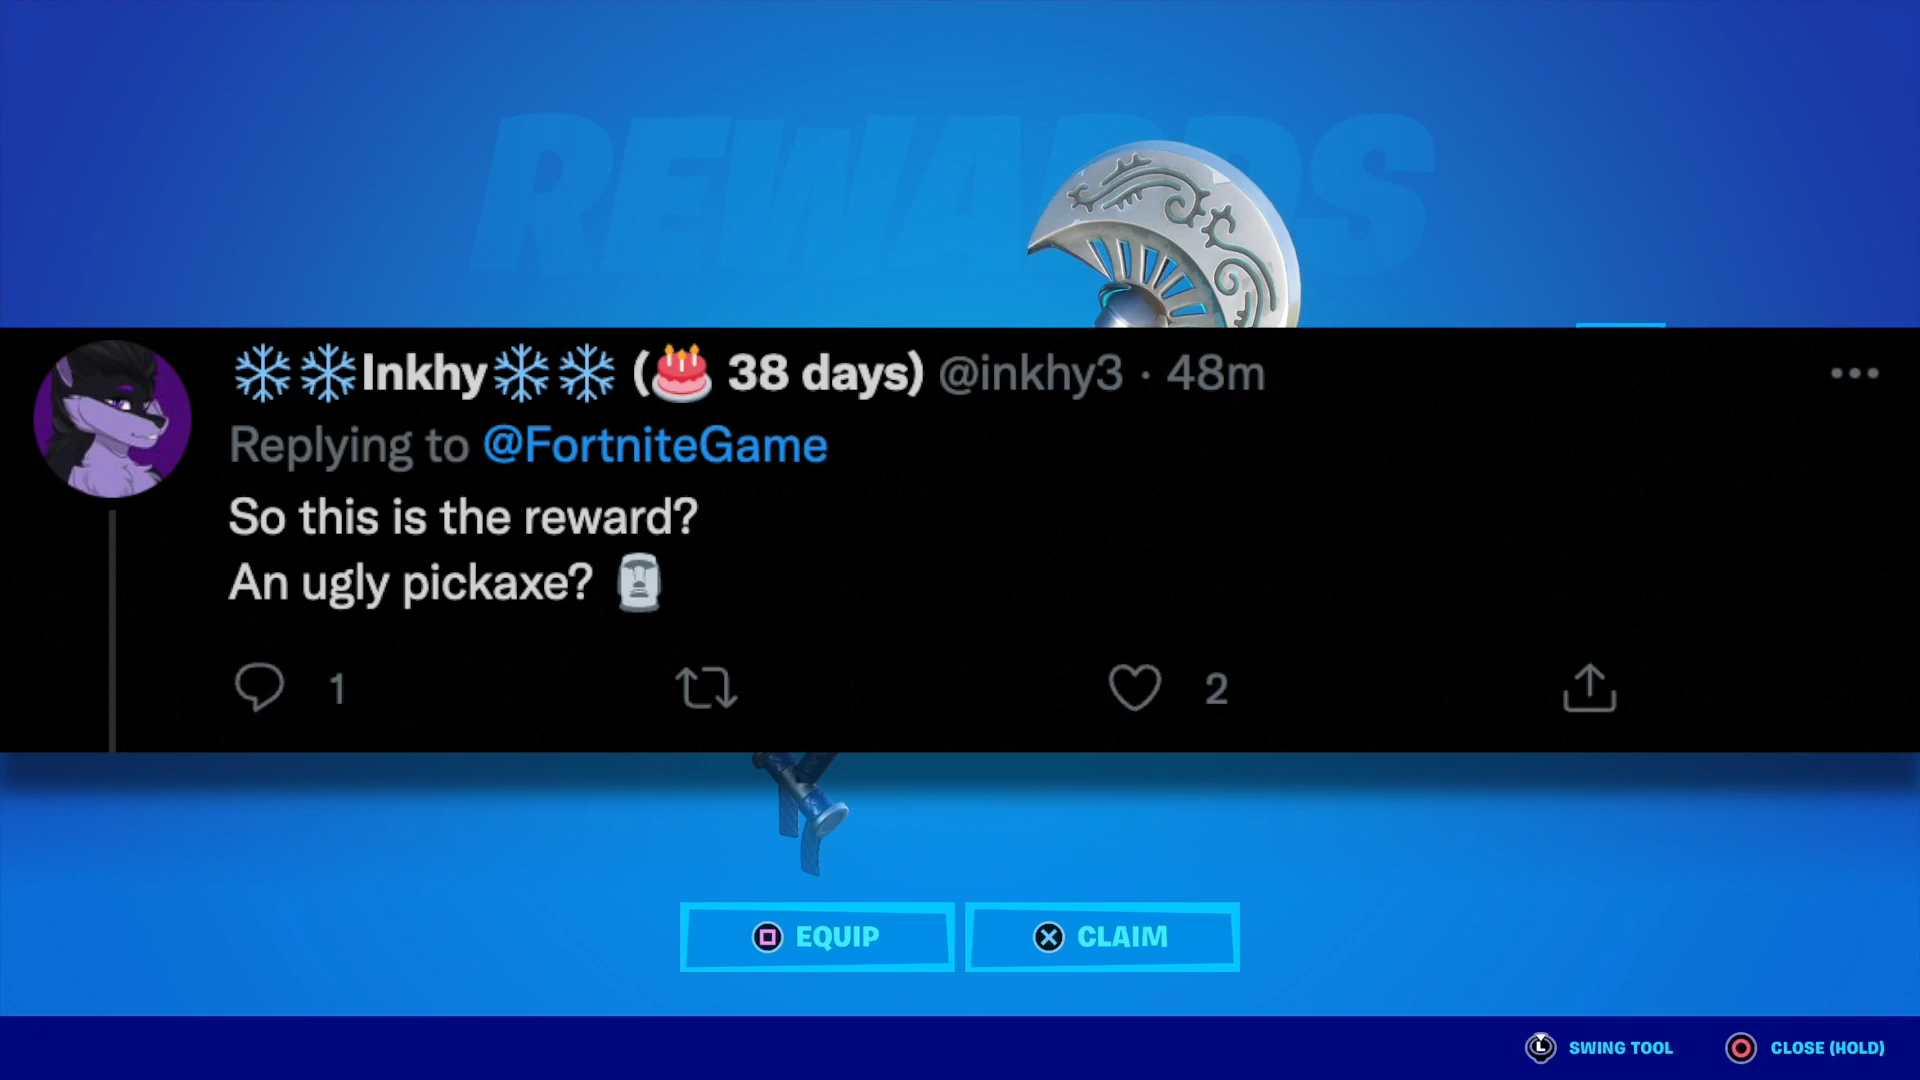 REWARDS
❄️❄️Inkhy❄️❄️ (🎂 38 days) @inkhy3 · 48m
Replying to @FortniteGame
So this is the reward?
An ugly pickaxe? 🗿
1 2
EQUIP CLAIM
L SWING TOOL CLOSE (HOLD)